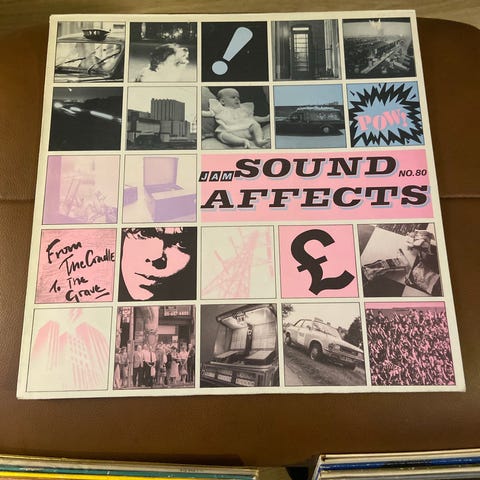 !
POW!
JAM SOUND NO.80
AFFECTS
From
The Cradle
To The
Grave
£